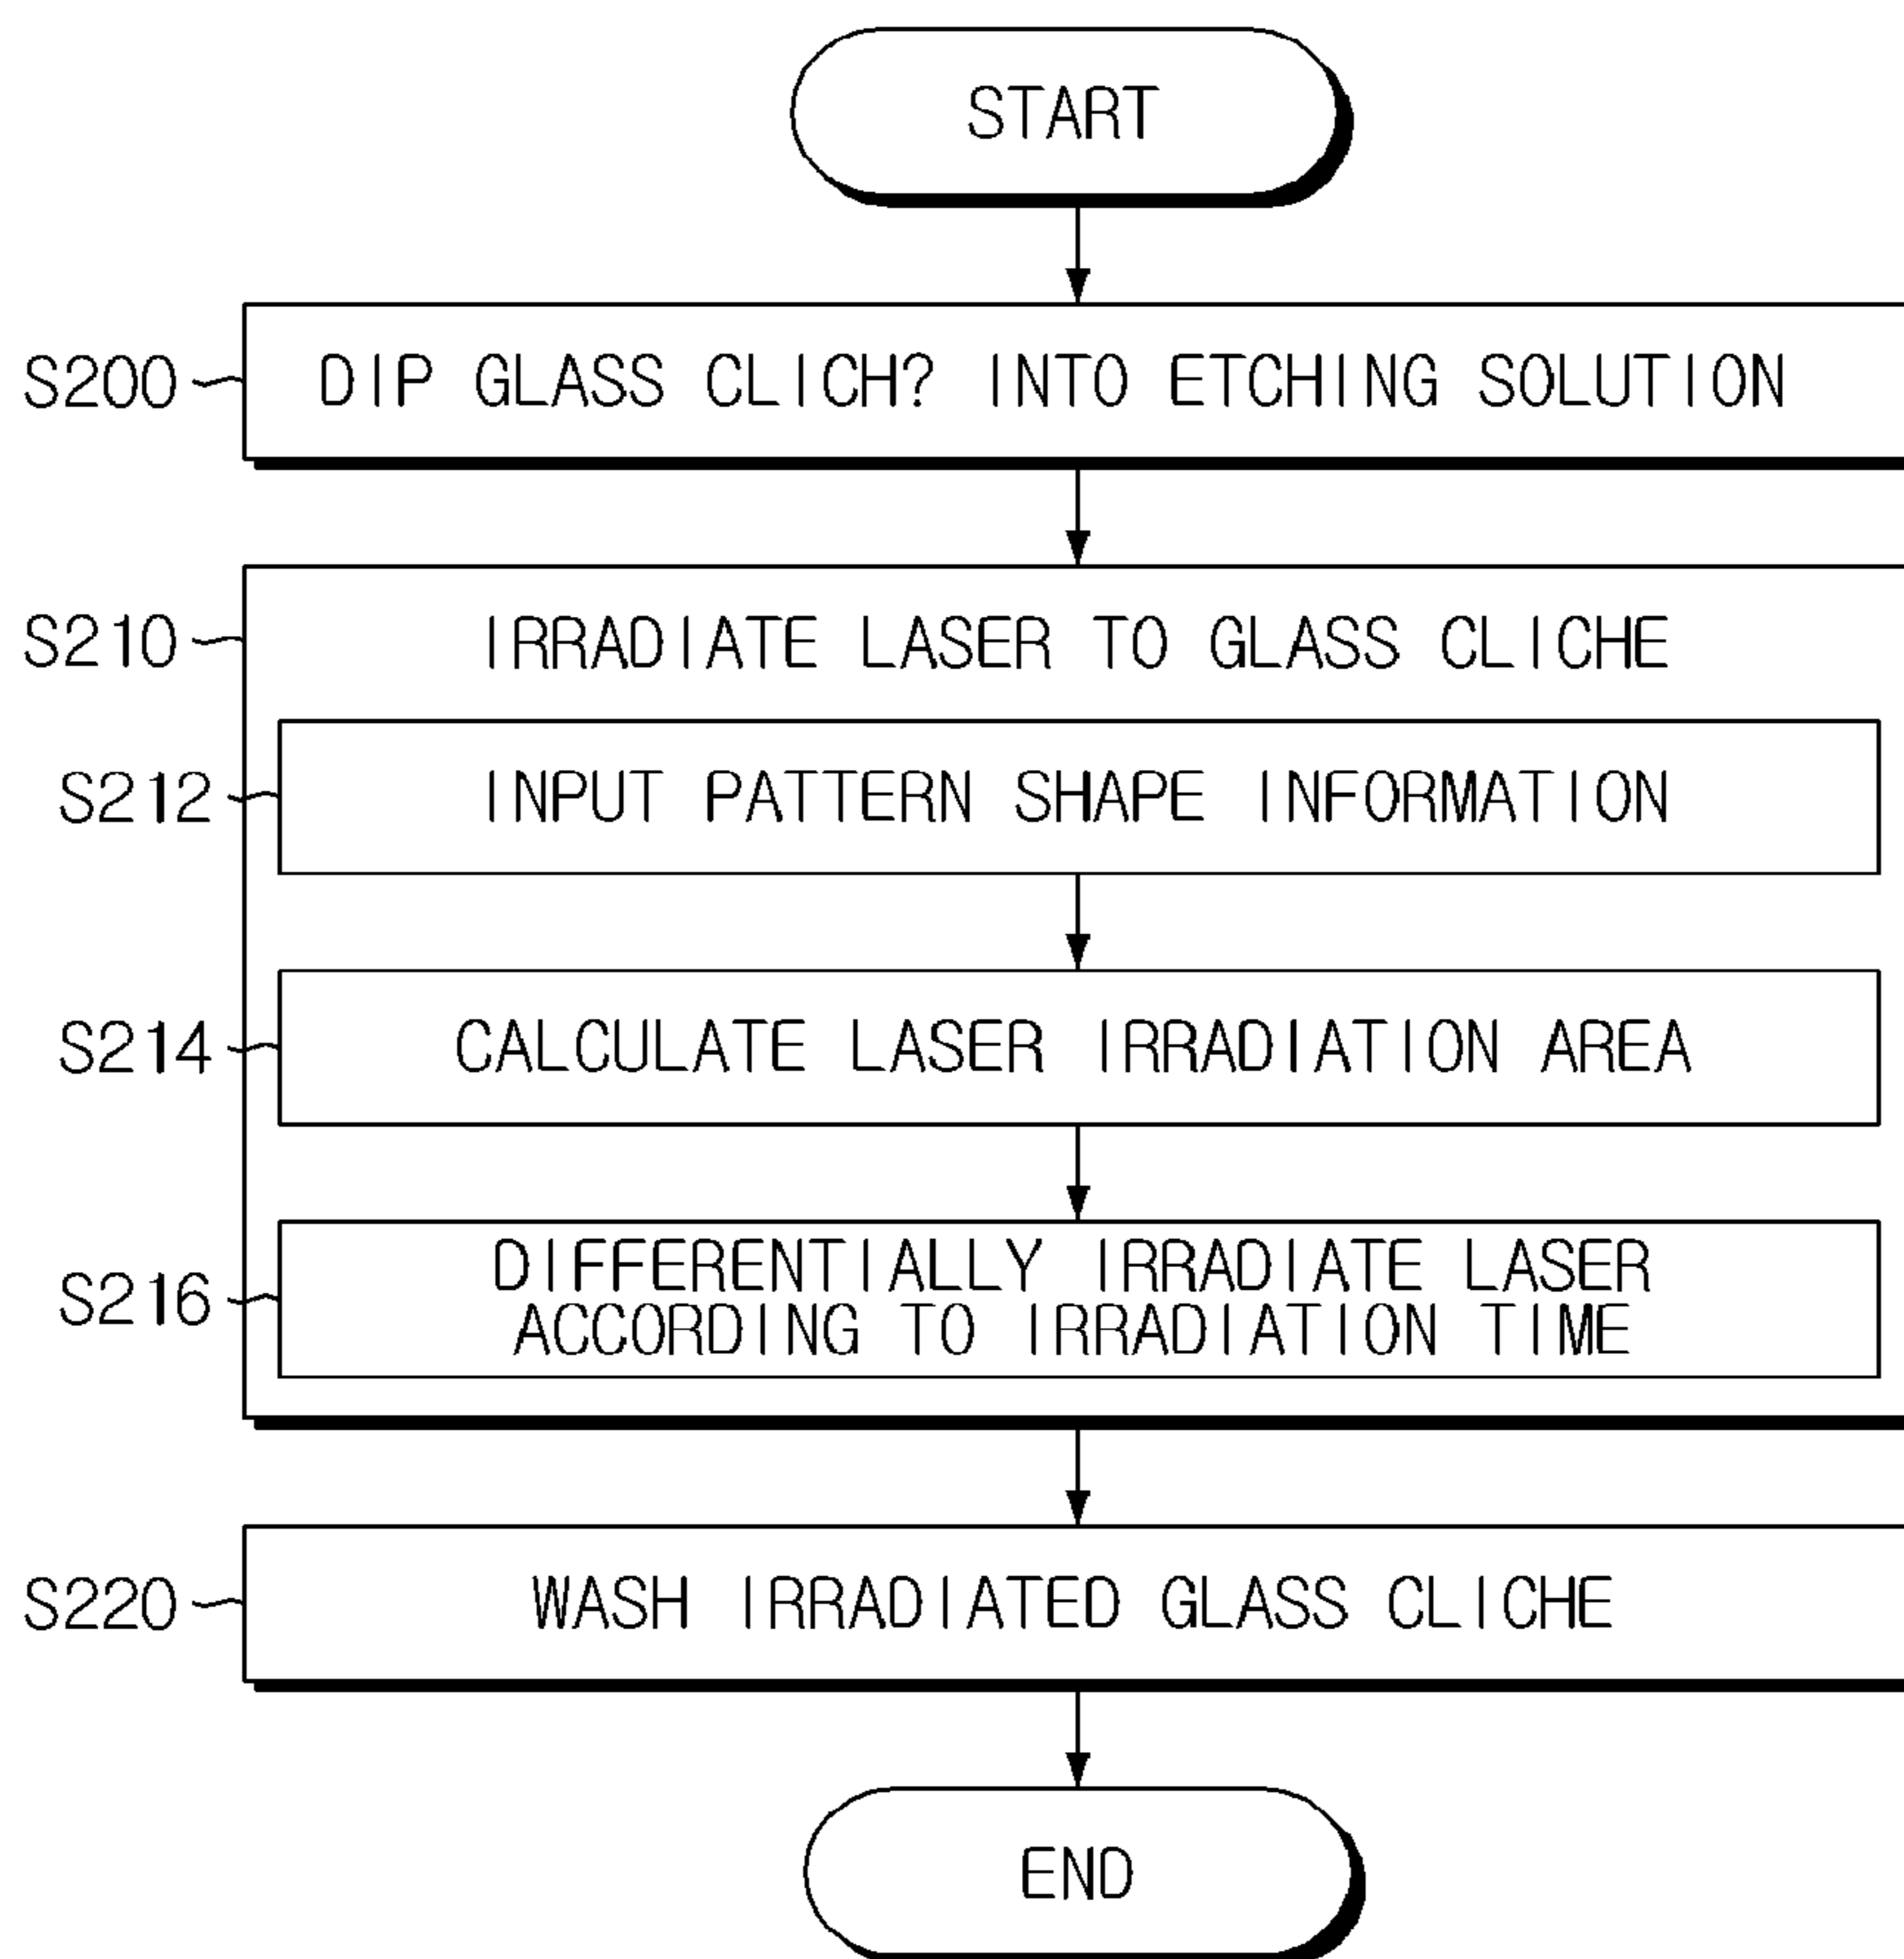 START
S200
DIP GLASS CLICH? INTO ETCHING SOLUTION
S210
IRRADIATE LASER TO GLASS CLICHE
S212
INPUT PATTERN SHAPE INFORMATION
S214
CALCULATE LASER IRRADIATION AREA
S216
DIFFERENTIALLY IRRADIATE LASER
ACCORDING TO IRRADIATION TIME
S220
WASH IRRADIATED GLASS CLICHE
END